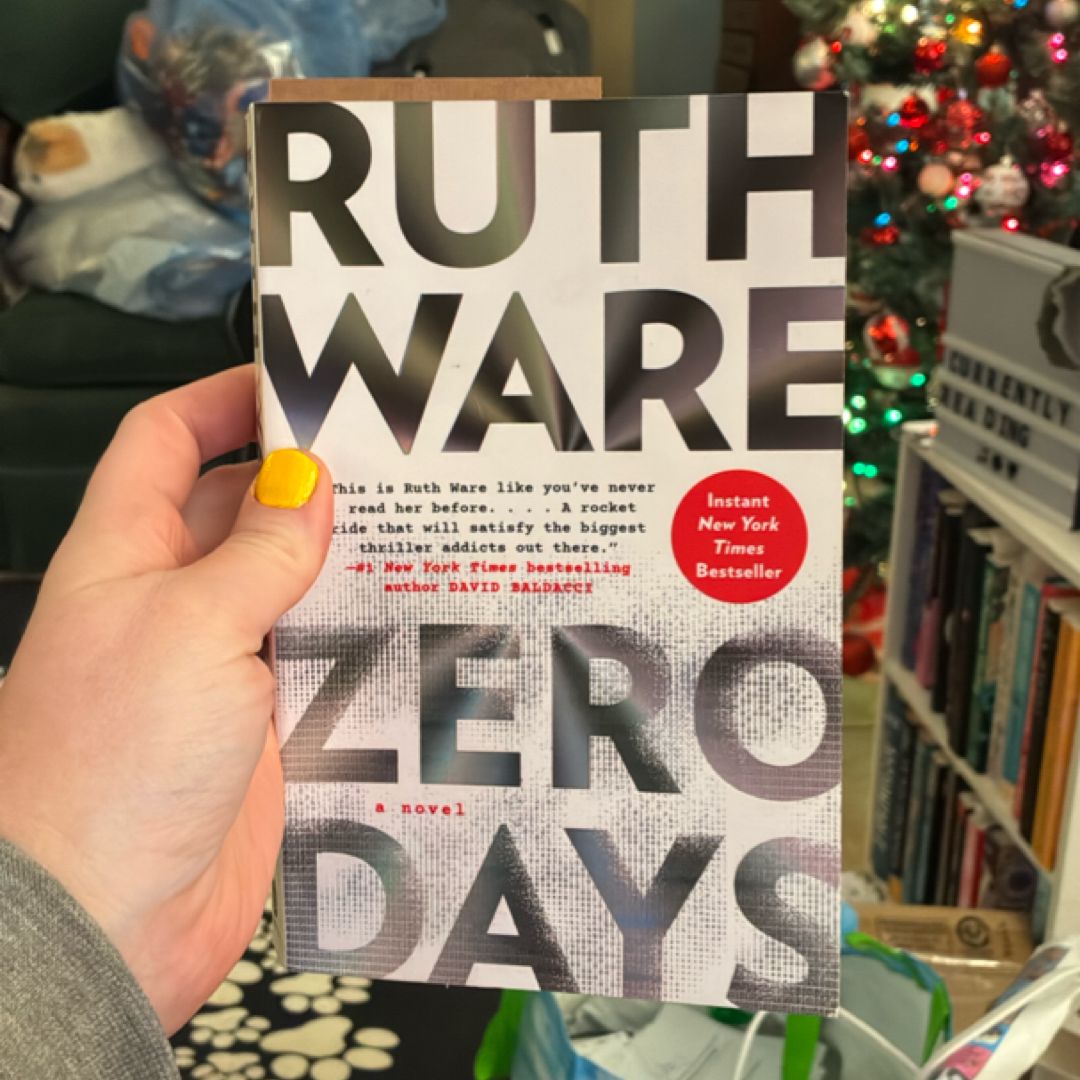 RUTH
WARE
This is Ruth Ware like you've never
read her before. . . . A rocket
ride that will satisfy the biggest
thriller addicts out there."
—#1 New York Times bestselling
author DAVID BALDACCI
Instant
New York
Times
Bestseller
ZERO
a novel
DAYS
CURRENTLY
READING